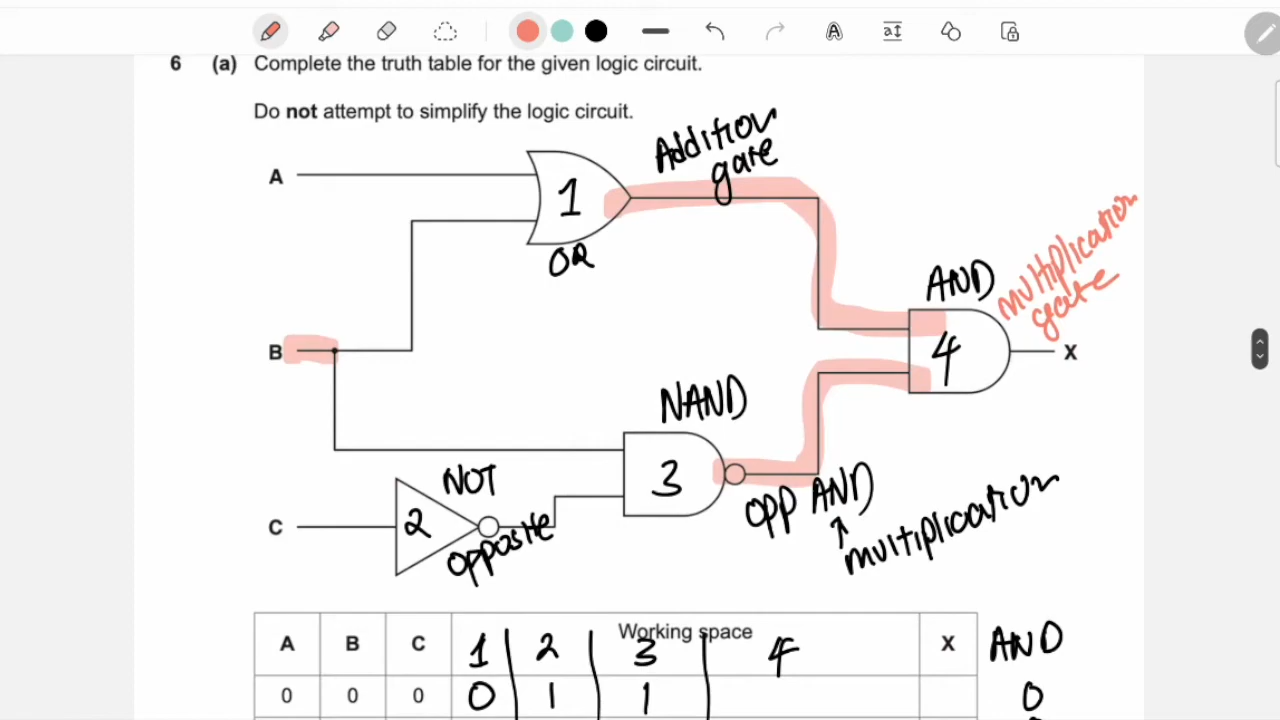 6 (a) Complete the truth table for the given logic circuit.
Do not attempt to simplify the logic circuit.
Addition
gate
A
1
OR
AND
multiplication
gate
B
4
X
NAND
3
NOT
C
2
opposite
OPP AND
multiplication
A B C Working space X
1 2 3 4 AND
0 0 0 0 1 1 0